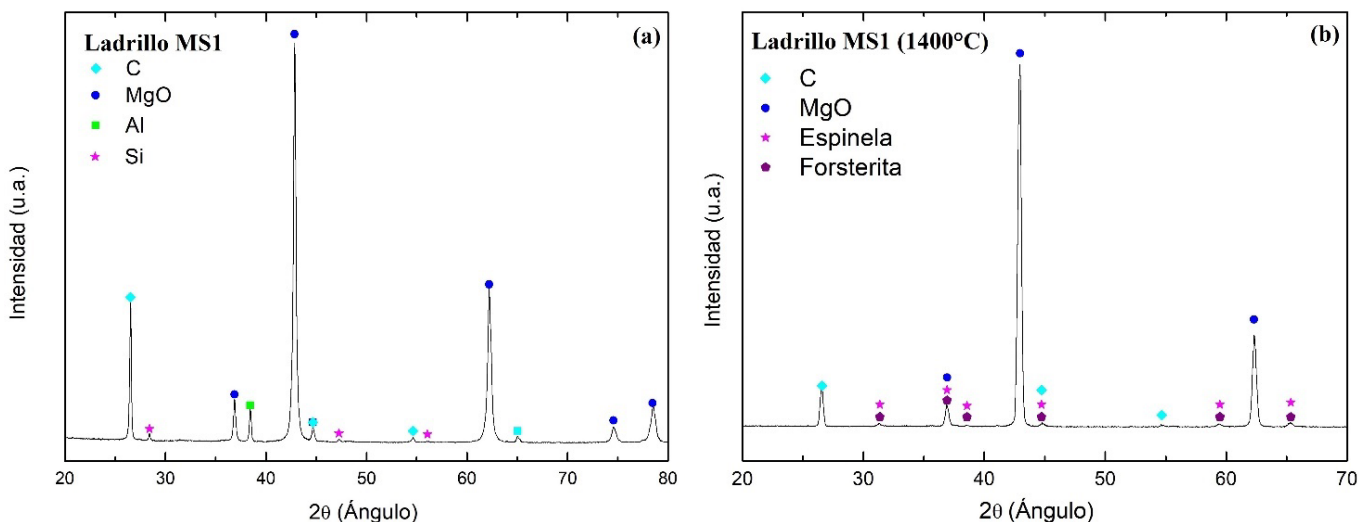 Ladrillo MS1
(a)
C
MgO
Al
Si
Intensidad (u.a.)
20 30 40 50 60 70 80
2θ (Ángulo)
Ladrillo MS1 (1400°C)
(b)
C
MgO
Espinela
Forsterita
Intensidad (u.a.)
20 30 40 50 60 70
2θ (Ángulo)